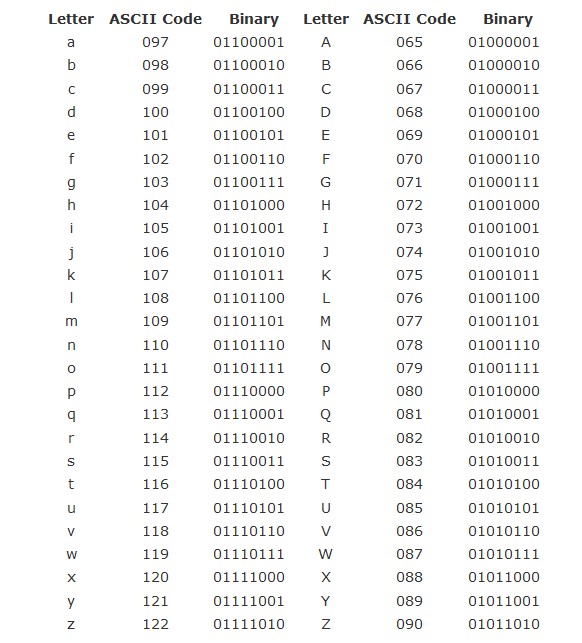 Letter ASCII Code Binary Letter ASCII Code Binary
a 097 01100001 A 065 01000001
b 098 01100010 B 066 01000010
c 099 01100011 C 067 01000011
d 100 01100100 D 068 01000100
e 101 01100101 E 069 01000101
f 102 01100110 F 070 01000110
g 103 01100111 G 071 01000111
h 104 01101000 H 072 01001000
i 105 01101001 I 073 01001001
j 106 01101010 J 074 01001010
k 107 01101011 K 075 01001011
l 108 01101100 L 076 01001100
m 109 01101101 M 077 01001101
n 110 01101110 N 078 01001110
o 111 01101111 O 079 01001111
p 112 01110000 P 080 01010000
q 113 01110001 Q 081 01010001
r 114 01110010 R 082 01010010
s 115 01110011 S 083 01010011
t 116 01110100 T 084 01010100
u 117 01110101 U 085 01010101
v 118 01110110 V 086 01010110
w 119 01110111 W 087 01010111
x 120 01111000 X 088 01011000
y 121 01111001 Y 089 01011001
z 122 01111010 Z 090 01011010